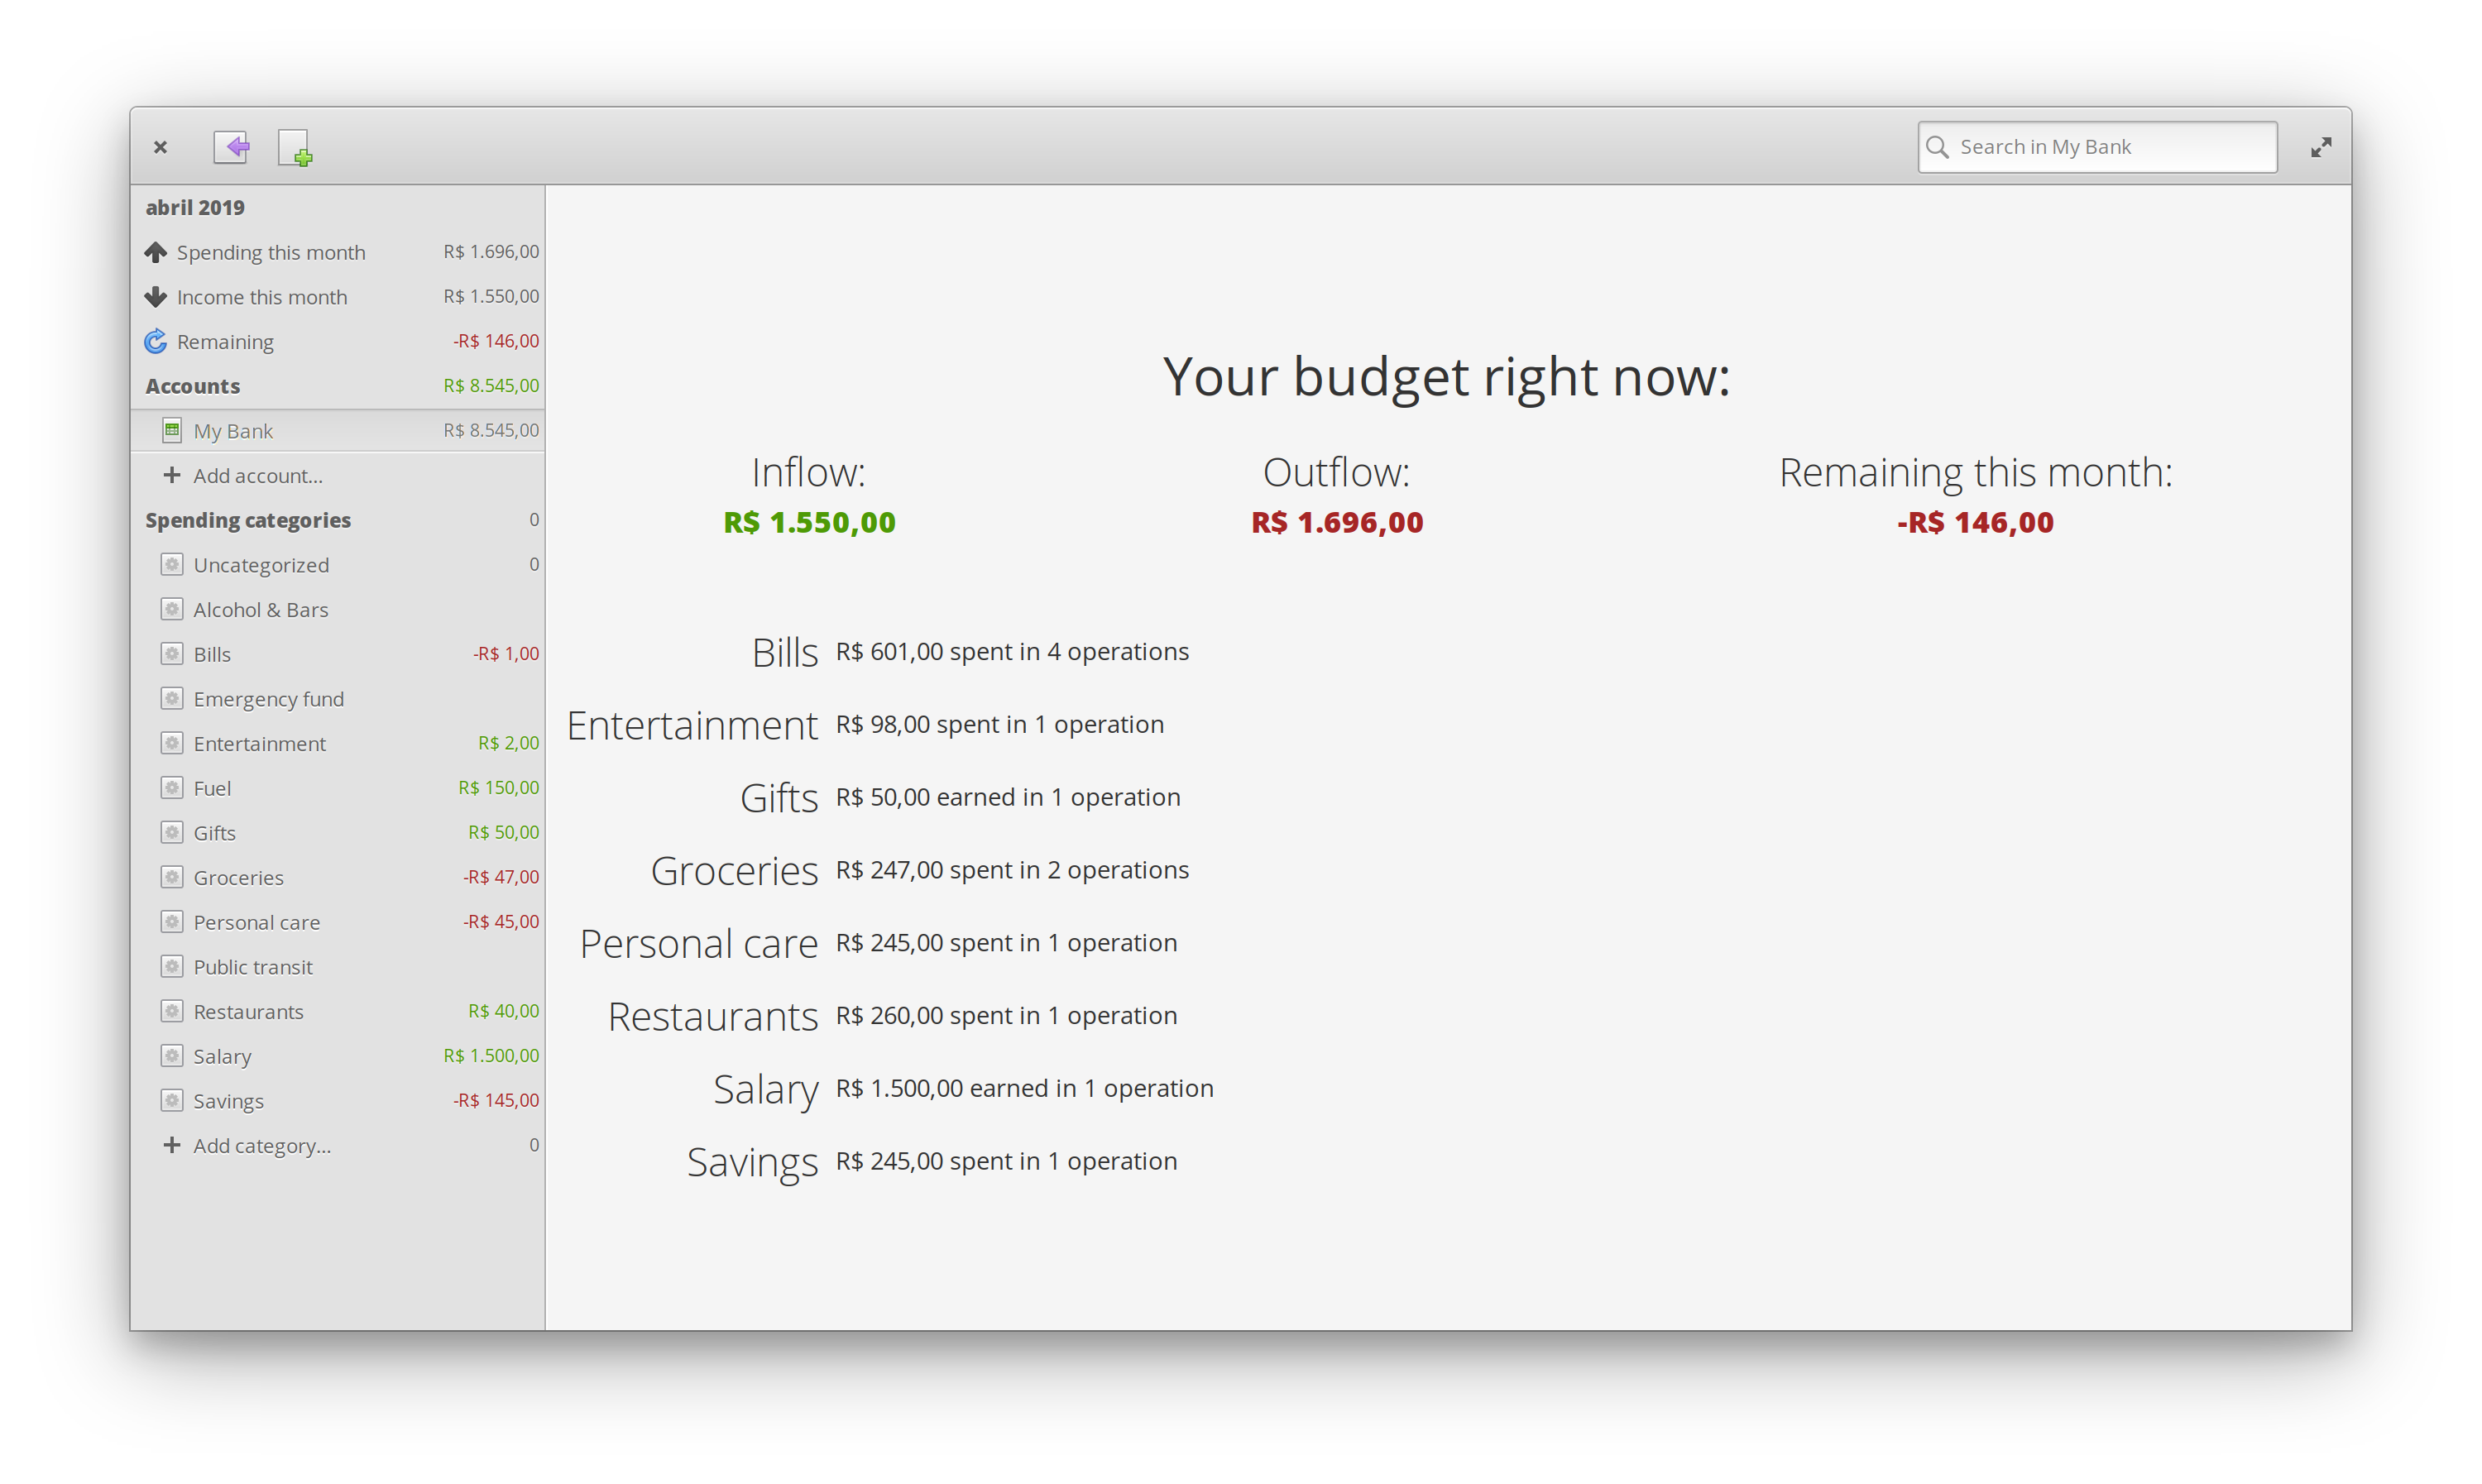 Search in My Bank
abril 2019
Spending this month R$ 1.696,00
Income this month R$ 1.550,00
Remaining -R$ 146,00
Accounts R$ 8.545,00
My Bank R$ 8.545,00
Add account...
Spending categories 0
Uncategorized 0
Alcohol & Bars
Bills -R$ 1,00
Emergency fund
Entertainment R$ 2,00
Fuel R$ 150,00
Gifts R$ 50,00
Groceries -R$ 47,00
Personal care -R$ 45,00
Public transit
Restaurants R$ 40,00
Salary R$ 1.500,00
Savings -R$ 145,00
Add category... 0
Your budget right now:
Inflow: Outflow: Remaining this month:
R$ 1.550,00 R$ 1.696,00 -R$ 146,00
Bills R$ 601,00 spent in 4 operations
Entertainment R$ 98,00 spent in 1 operation
Gifts R$ 50,00 earned in 1 operation
Groceries R$ 247,00 spent in 2 operations
Personal care R$ 245,00 spent in 1 operation
Restaurants R$ 260,00 spent in 1 operation
Salary R$ 1.500,00 earned in 1 operation
Savings R$ 245,00 spent in 1 operation